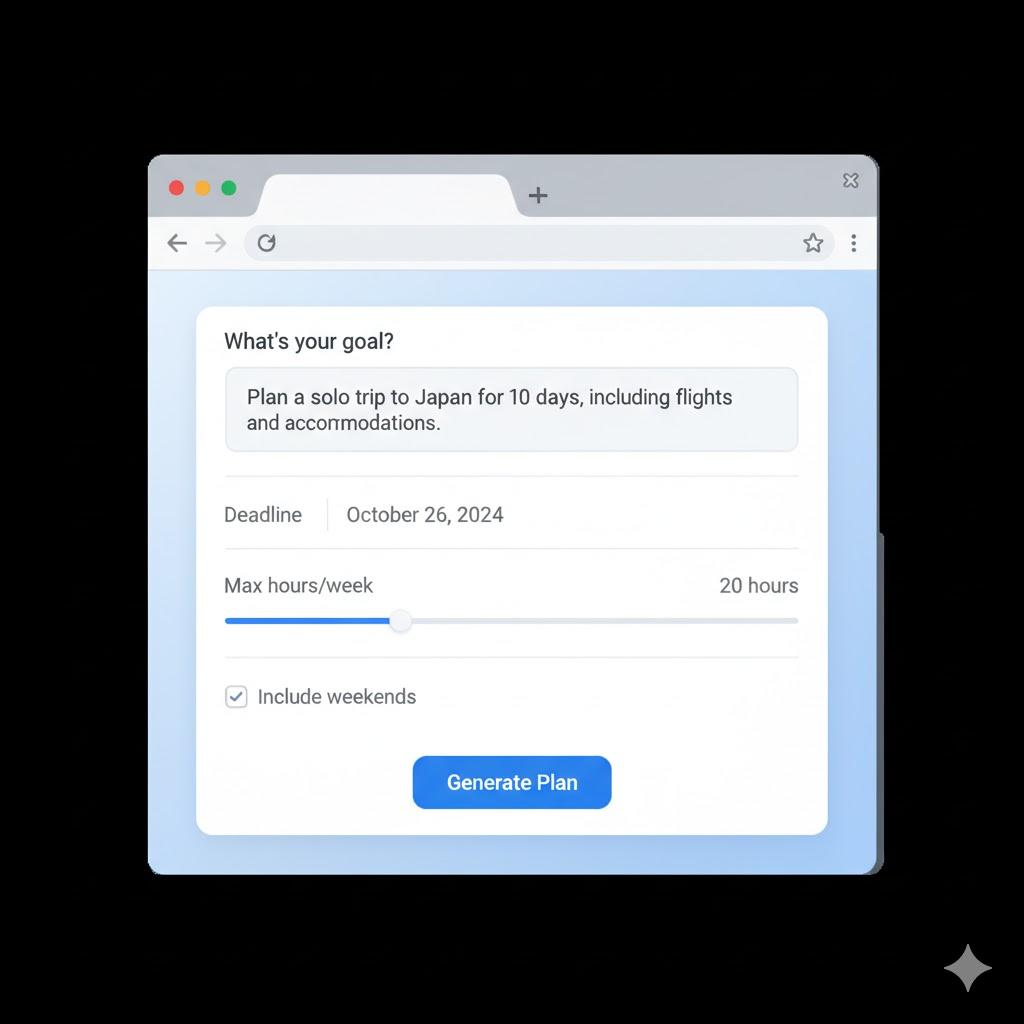 What's your goal?
Plan a solo trip to Japan for 10 days, including flights
and accommodations.
Deadline
October 26, 2024
Max hours/week
20 hours
Include weekends
Generate Plan